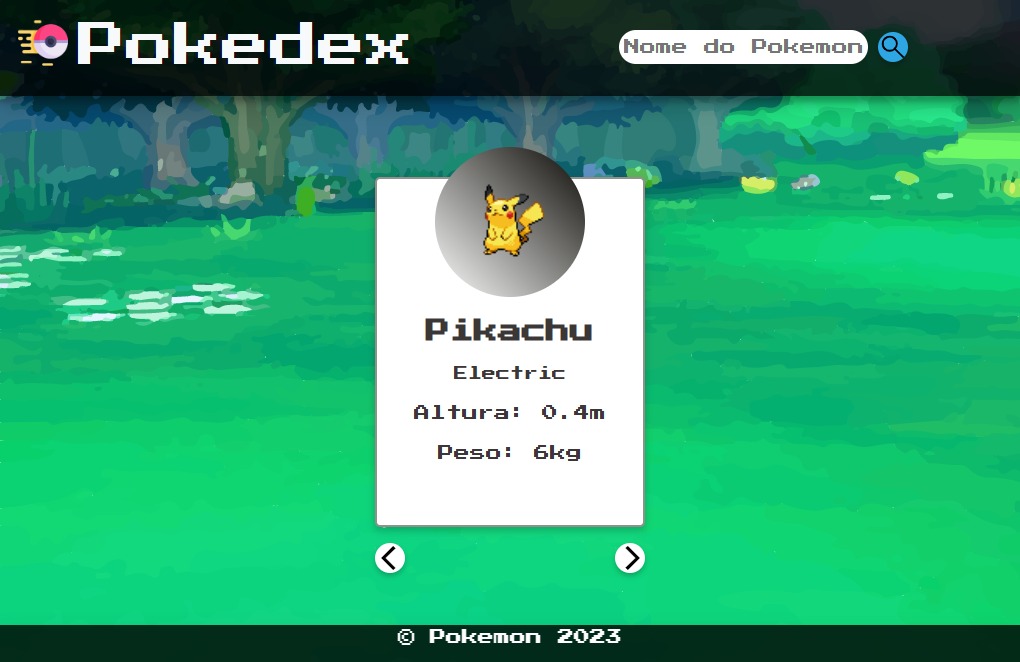 Pokedex
Nome do Pokemon
Pikachu
Electric
Altura: 0.4m
Peso: 6kg
© Pokemon 2023